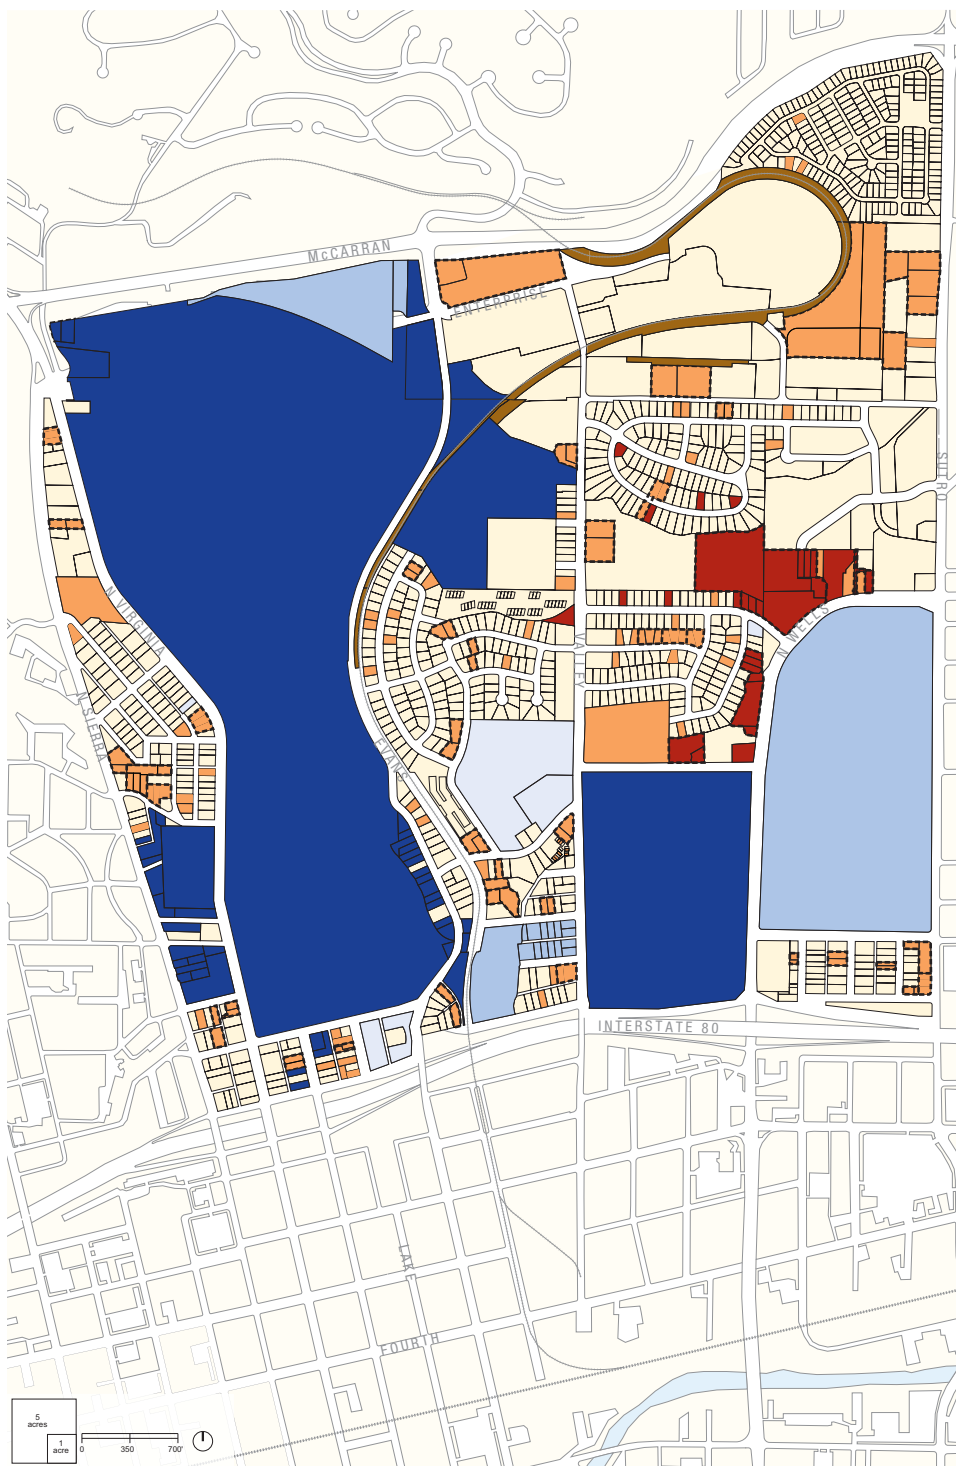 McCARRAN
ENTERPRISE
SUTRO
N VIRGINIA
N WELLS
VALLEY
N SIERRA
EVANS
INTERSTATE 80
LAKE
FOURTH
5
acres
1
acre
0 350 700'